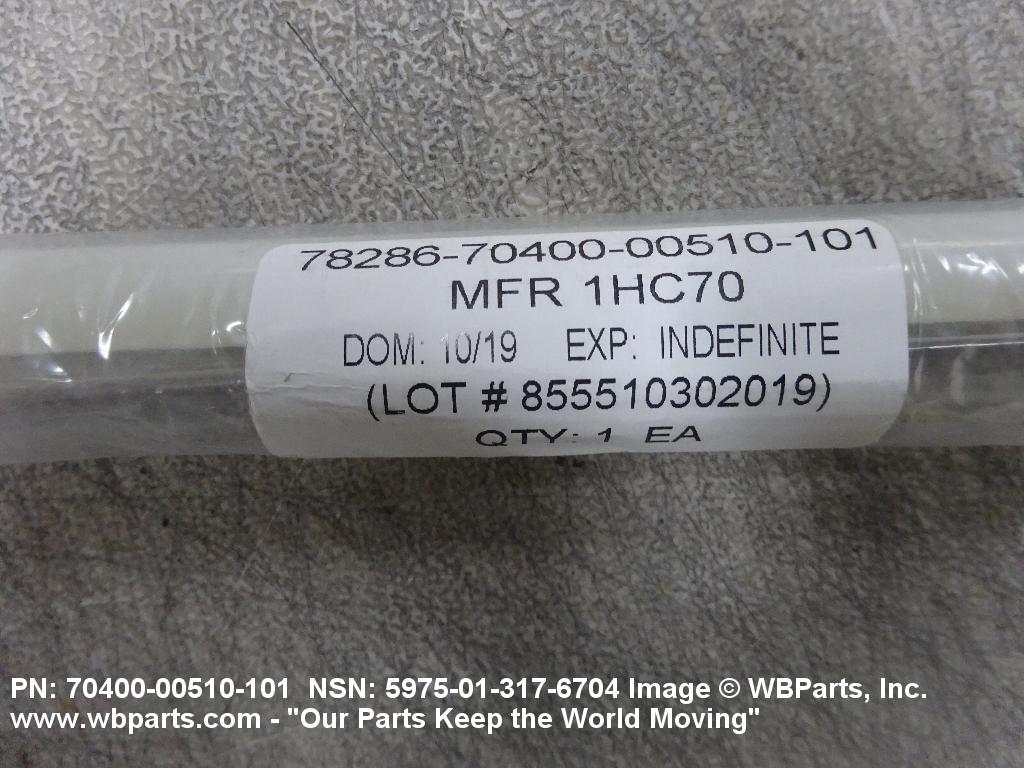 78286-70400-00510-101
MFR 1HC70
DOM: 10/19 EXP: INDEFINITE
(LOT # 855510302019)
QTY: 1 EA
PN: 70400-00510-101 NSN: 5975-01-317-6704 Image © WBParts, Inc.
www.wbparts.com - "Our Parts Keep the World Moving"